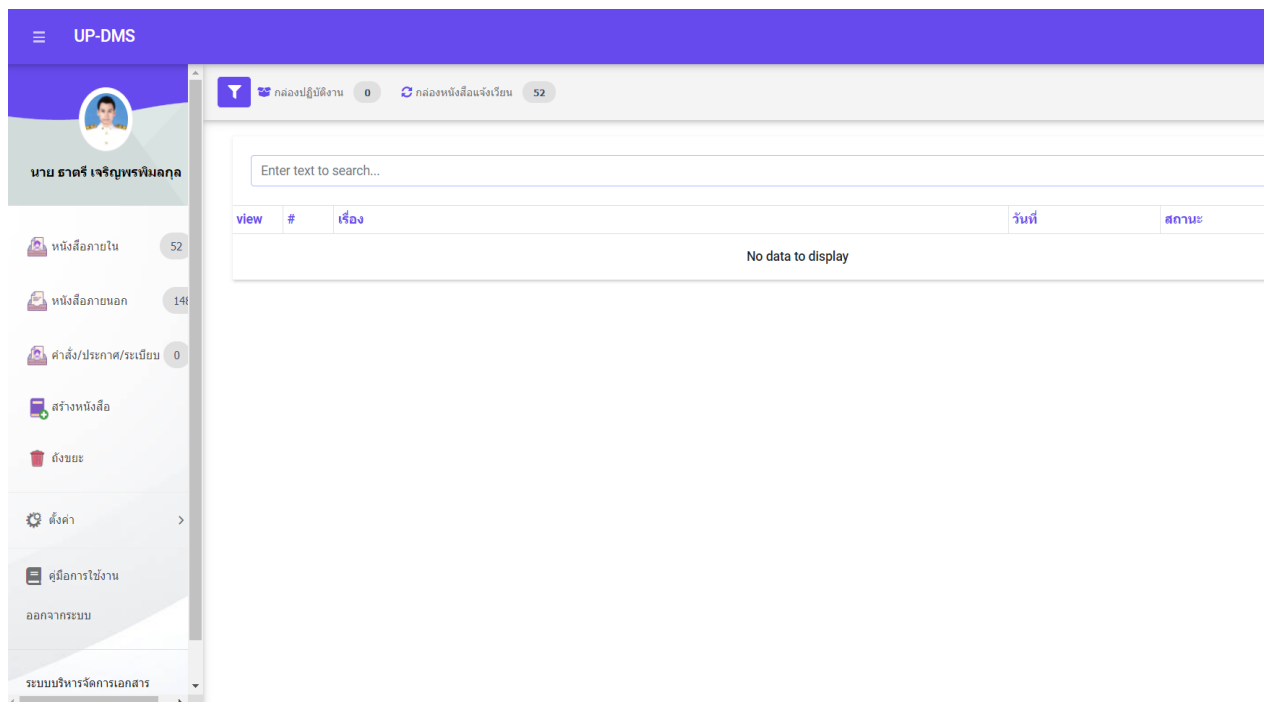 UP-DMS
นาย ธาตรี เจริญพรพิมลกุล
หนังสือภายใน 52
หนังสือภายนอก 148
คำสั่ง/ประกาศ/ระเบียบ 0
สร้างหนังสือ
ถังขยะ
ตั้งค่า
คู่มือการใช้งาน
ออกจากระบบ
ระบบบริหารจัดการเอกสาร
กล่องปฏิบัติงาน 0 กล่องหนังสือแจ้งเวียน 52
Enter text to search...
view # เรื่อง วันที่ สถานะ
No data to display